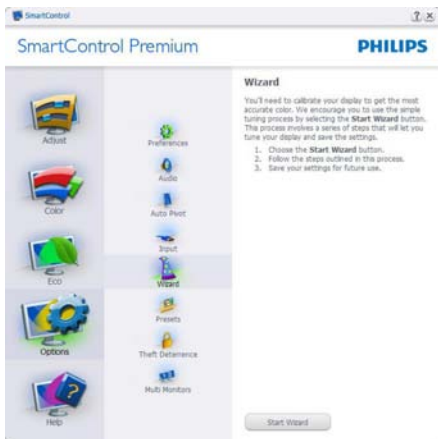 SmartControl
SmartControl Premium
PHILIPS
Adjust
Color
Eco
Options
Help
Preferences
Audio
Auto Pivot
Input
Wizard
Presets
Theft Deterrence
Multi Monitors
Wizard
You'll need to calibrate your display to get the most
accurate color. We encourage you to use the simple
tuning process by selecting the Start Wizard button.
This process involves a series of steps that will let you
tune your display and save the settings.
1. Choose the Start Wizard button.
2. Follow the steps outlined in this process.
3. Save your settings for future use.
Start Wizard